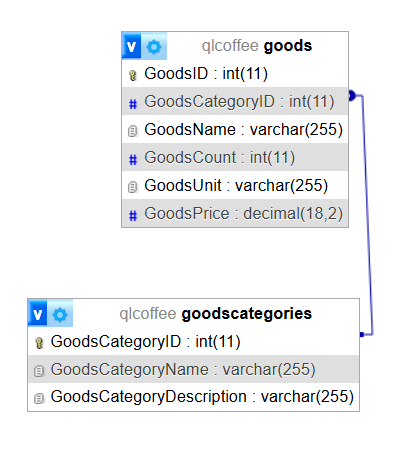 v qlcoffee goods
GoodsID : int(11)
# GoodsCategoryID : int(11)
GoodsName : varchar(255)
# GoodsCount : int(11)
GoodsUnit : varchar(255)
# GoodsPrice : decimal(18,2)
v qlcoffee goodscategories
GoodsCategoryID : int(11)
GoodsCategoryName : varchar(255)
GoodsCategoryDescription : varchar(255)